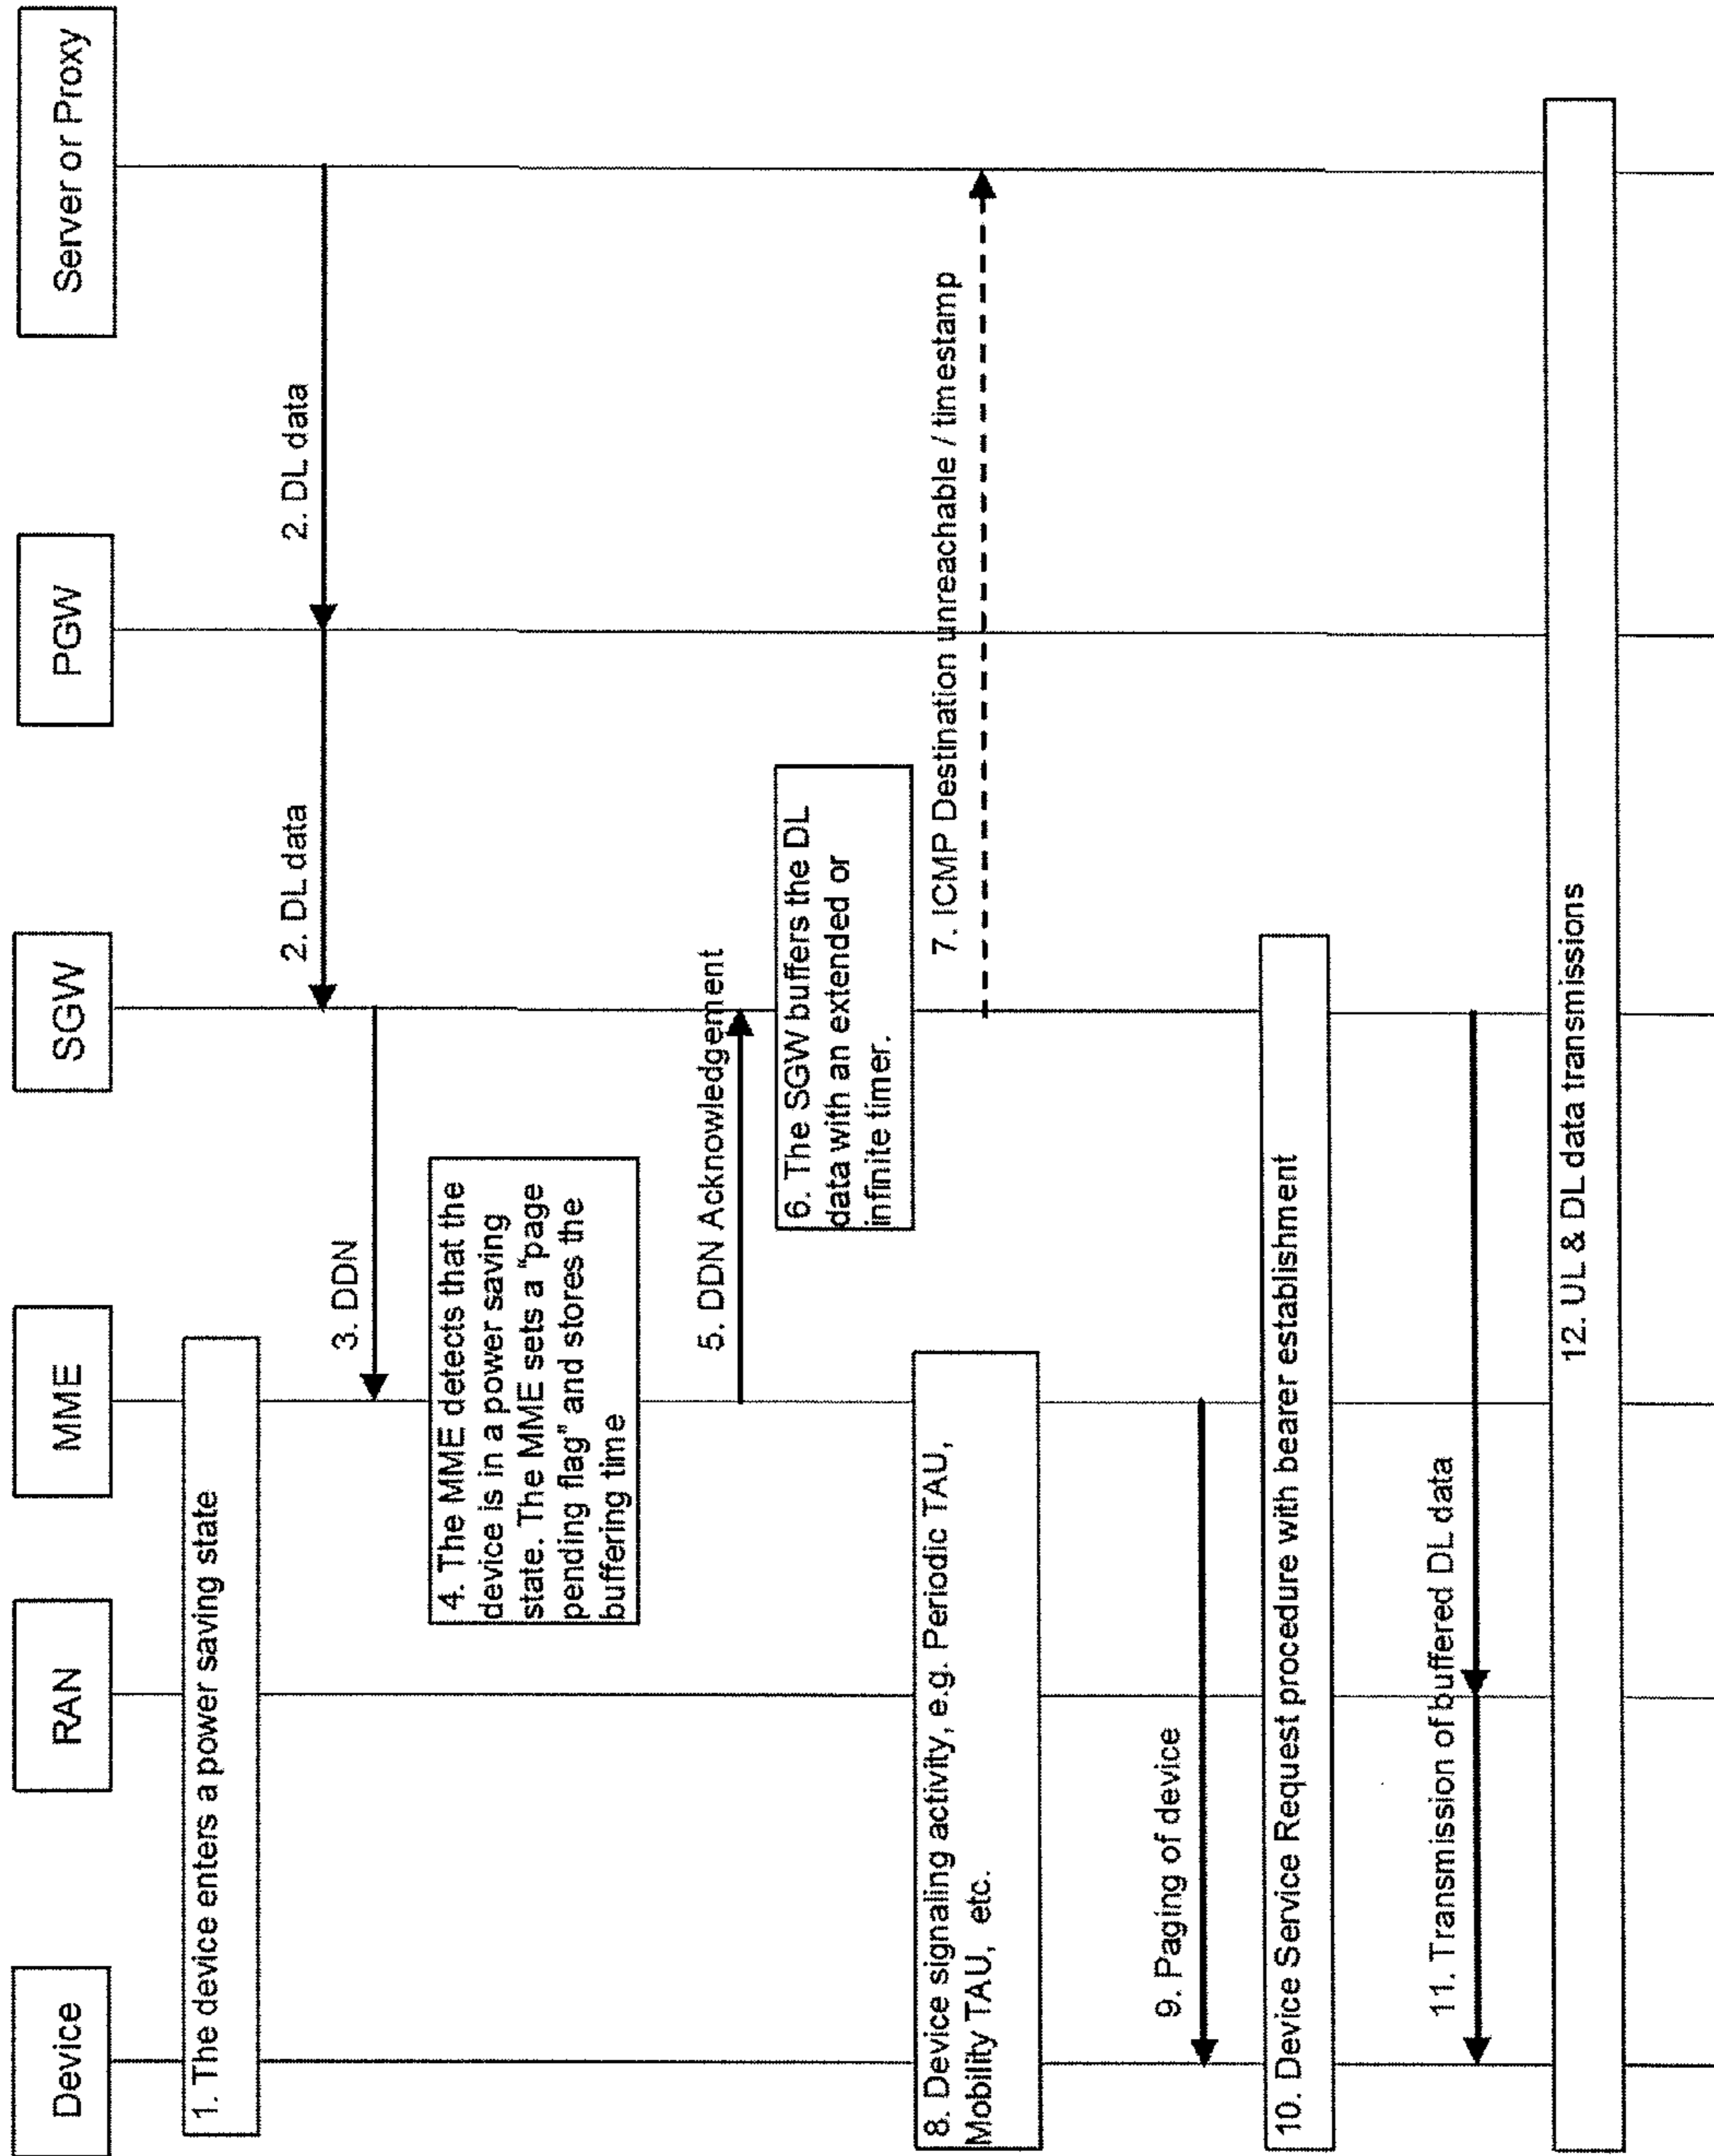 Device
RAN
MME
SGW
PGW
Server or Proxy
1. The device enters a power saving state
2. DL data
2. DL data
3. DDN
4. The MME detects that the
device is in a power saving
state. The MME sets a "page
pending flag" and stores the
buffering time
5. DDN Acknowledgement
6. The SGW buffers the DL
data with an extended or
infinite timer.
7. ICMP Destination unreachable / timestamp
8. Device signaling activity, e.g. Periodic TAU,
Mobility TAU, etc.
9. Paging of device
10. Device Service Request procedure with bearer establishment
11. Transmission of buffered DL data
12. UL & DL data transmissions